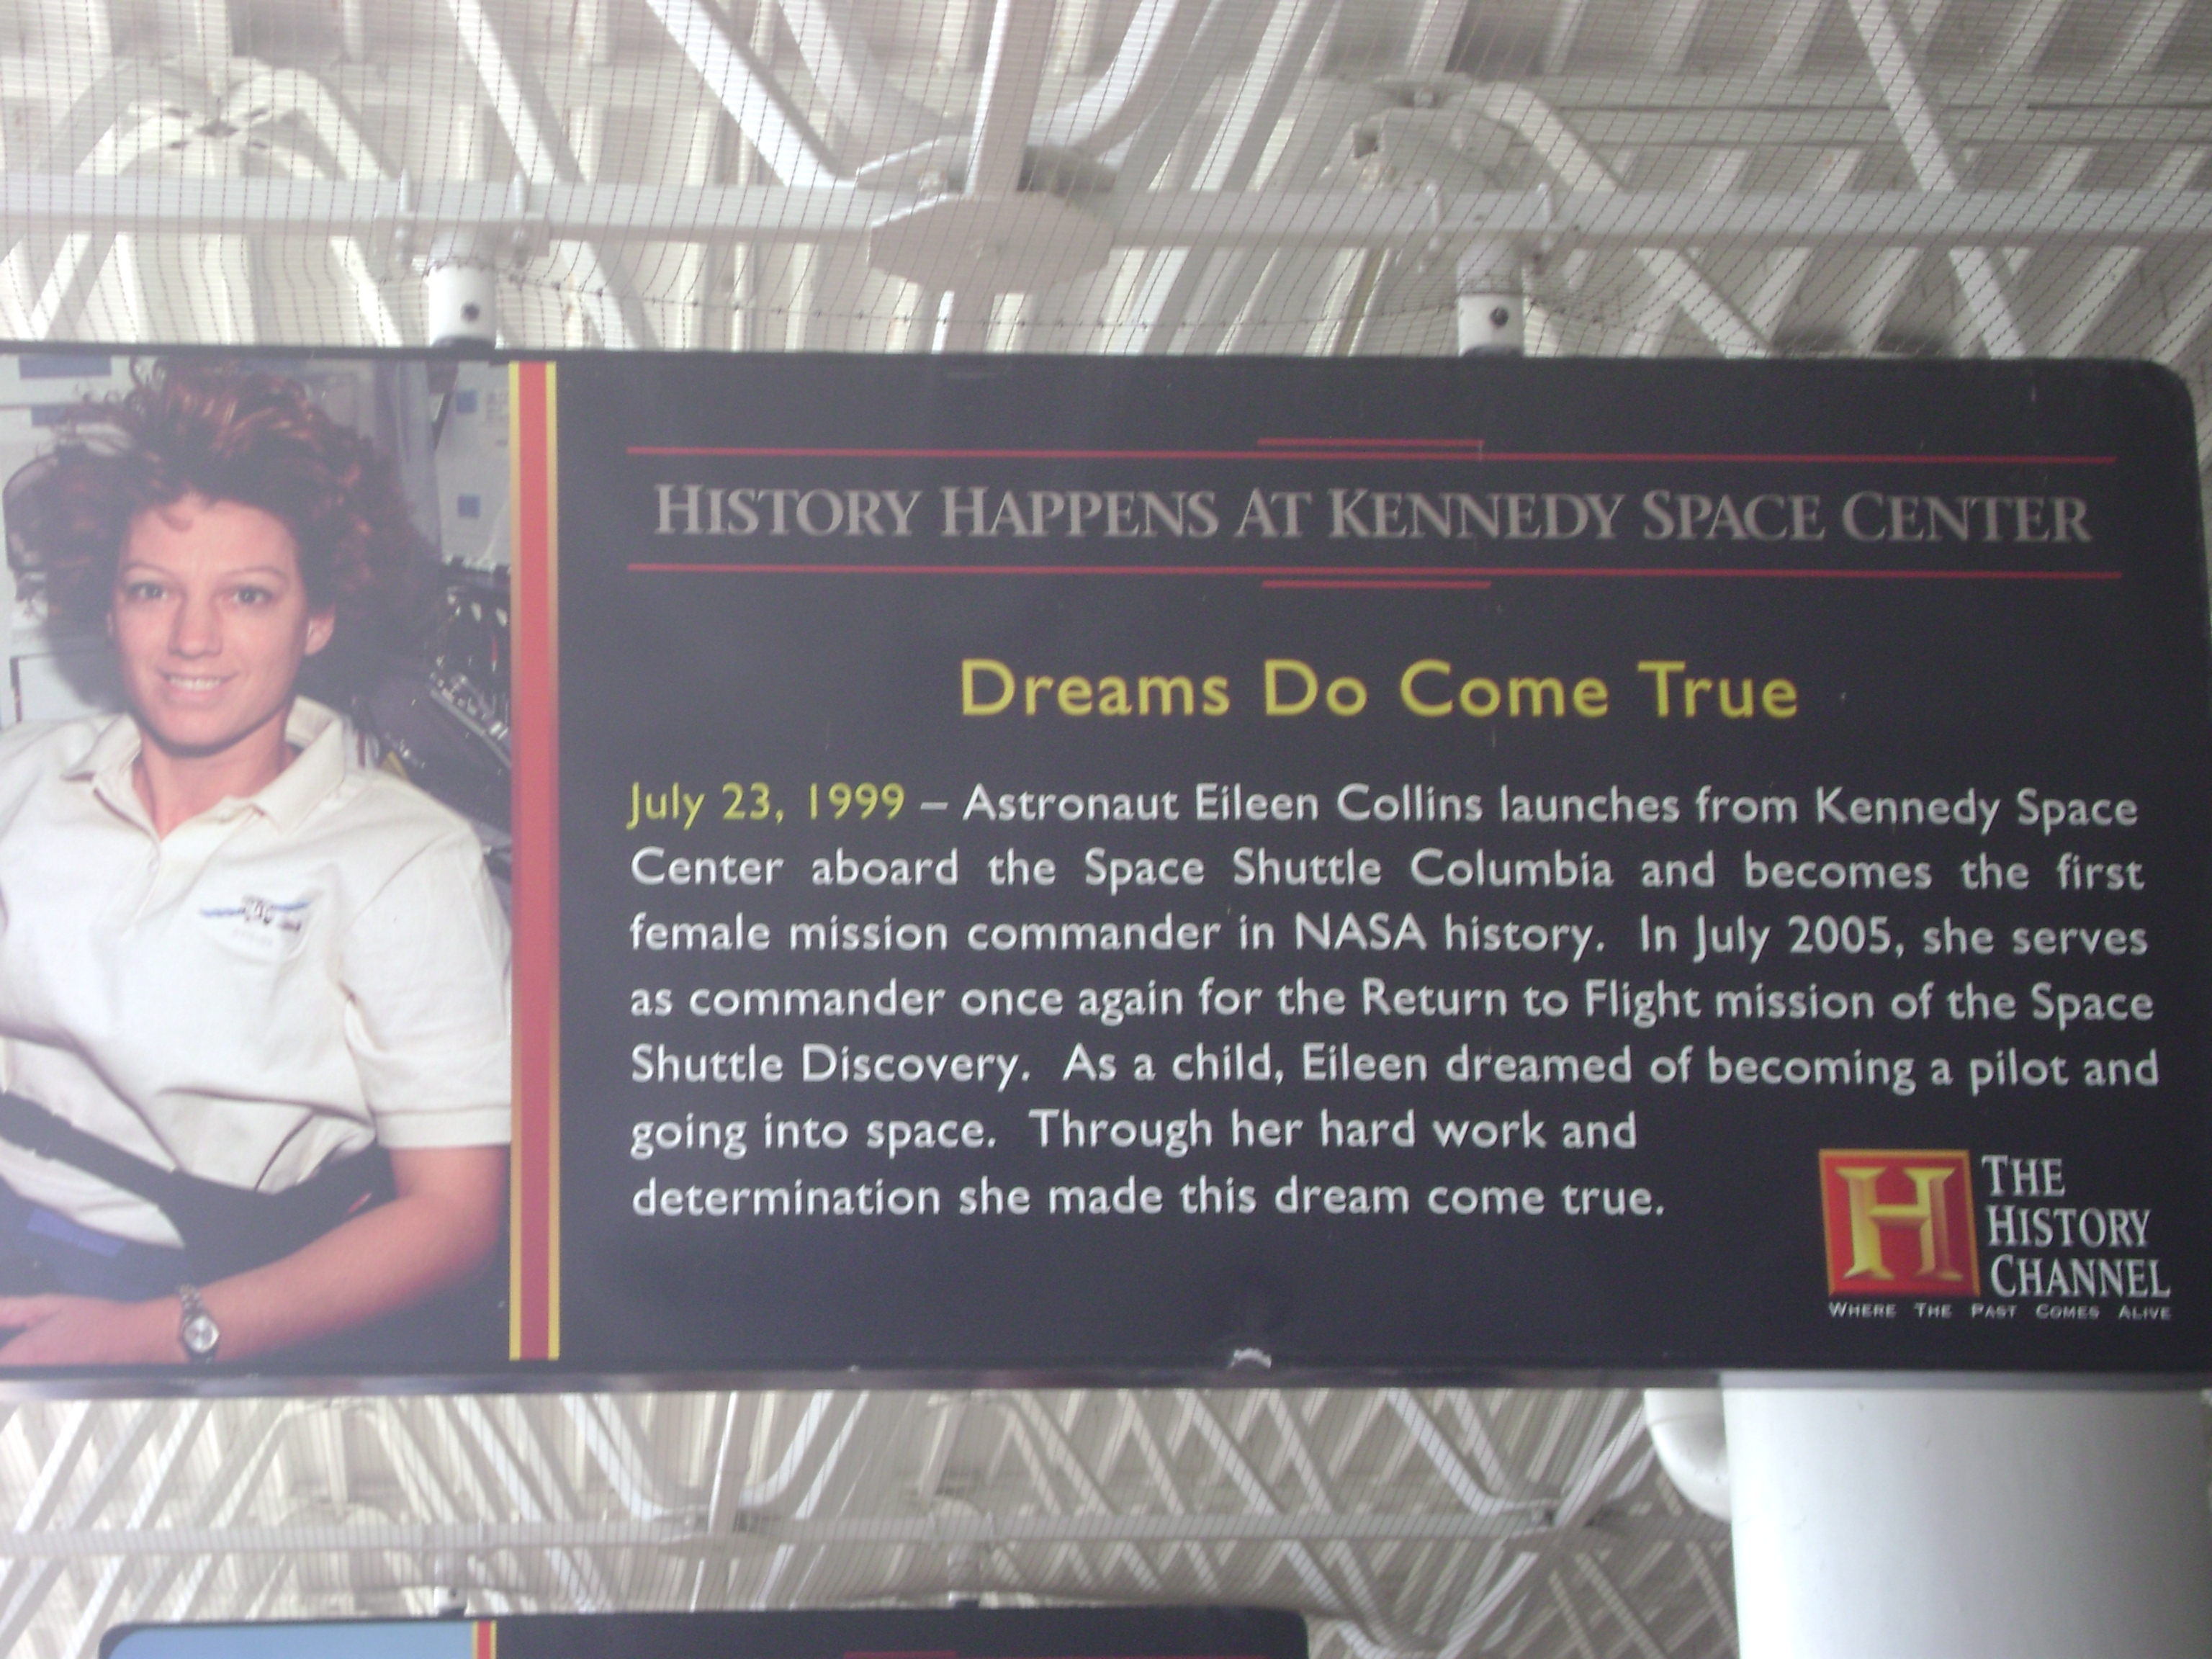 HISTORY HAPPENS AT KENNEDY SPACE CENTER
Dreams Do Come True
July 23, 1999 – Astronaut Eileen Collins launches from Kennedy Space
Center aboard the Space Shuttle Columbia and becomes the first
female mission commander in NASA history. In July 2005, she serves
as commander once again for the Return to Flight mission of the Space
Shuttle Discovery. As a child, Eileen dreamed of becoming a pilot and
going into space. Through her hard work and
determination she made this dream come true.
H
THE
HISTORY
CHANNEL
WHERE THE PAST COMES ALIVE